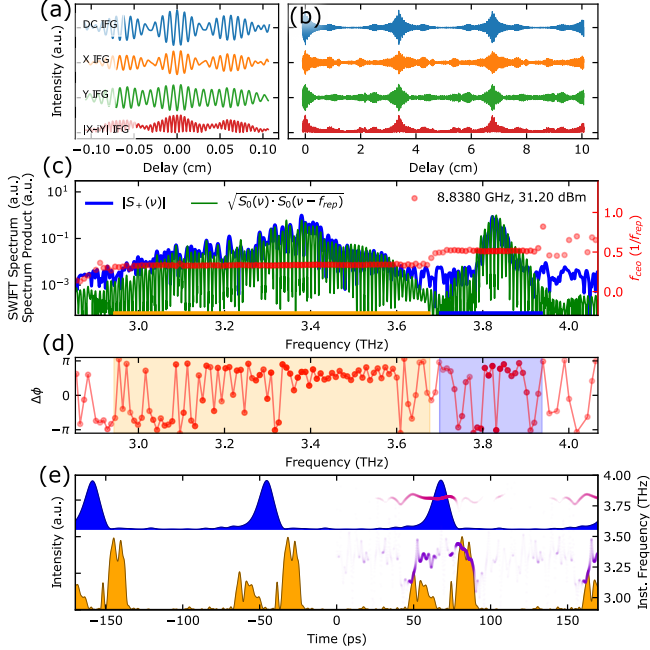 (a)
(b)
DC IFG
X IFG
Y IFG
|X-iY| IFG
Intensity (a.u.)
−0.10 −0.05 0.00 0.05 0.10
Delay (cm)
0 2 4 6 8 10
Delay (cm)
(c)
|S₊(ν)|
√S₀(ν) · S₀(ν − f_rep)
8.8380 GHz, 31.20 dBm
SWIFT Spectrum (a.u.)
Spectrum Product (a.u.)
10¹
10⁻¹
10⁻³
1.0
0.5
0.0
f_ceo (1/f_rep)
3.0 3.2 3.4 3.6 3.8 4.0
Frequency (THz)
(d)
π
0
−π
Δϕ
3.0 3.2 3.4 3.6 3.8 4.0
Frequency (THz)
(e)
Intensity (a.u.)
Intensity (a.u.)
4.00
3.75
3.50
3.25
3.00
Inst. Frequency (THz)
−150 −100 −50 0 50 100 150
Time (ps)